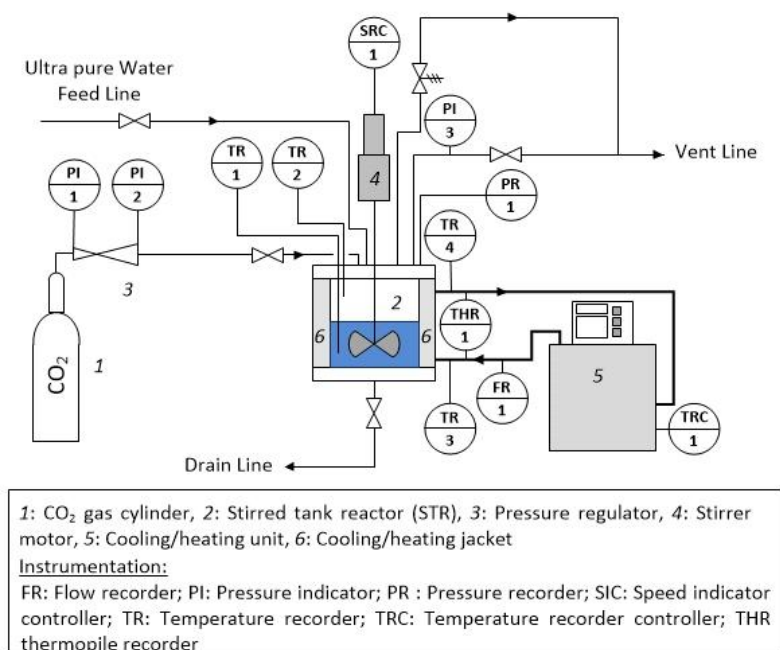 SRC
1
Ultra pure Water
Feed Line
PI
3
Vent Line
TR
1
TR
2
4
PI
1
PI
2
PR
1
TR
4
3
2
6
6
THR
1
CO₂
1
5
FR
1
TR
3
TRC
1
Drain Line
1: CO₂ gas cylinder, 2: Stirred tank reactor (STR), 3: Pressure regulator, 4: Stirrer
motor, 5: Cooling/heating unit, 6: Cooling/heating jacket
Instrumentation:
FR: Flow recorder; PI: Pressure indicator; PR : Pressure recorder; SIC: Speed indicator
controller; TR: Temperature recorder; TRC: Temperature recorder controller; THR
thermopile recorder